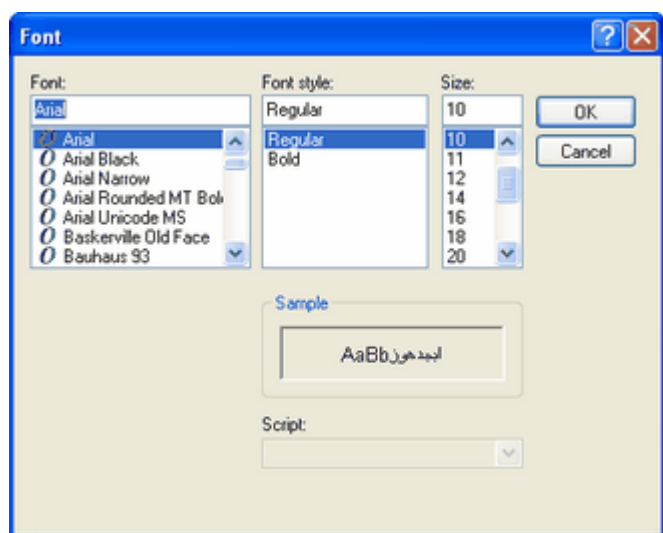 Font
Font:
Font style:
Size:
Arial
Regular
10
OK
Cancel
Arial
Arial Black
Arial Narrow
Arial Rounded MT Bol
Arial Unicode MS
Baskerville Old Face
Bauhaus 93
Regular
Bold
10
11
12
14
16
18
20
Sample
AaBbابجدهوز
Script: